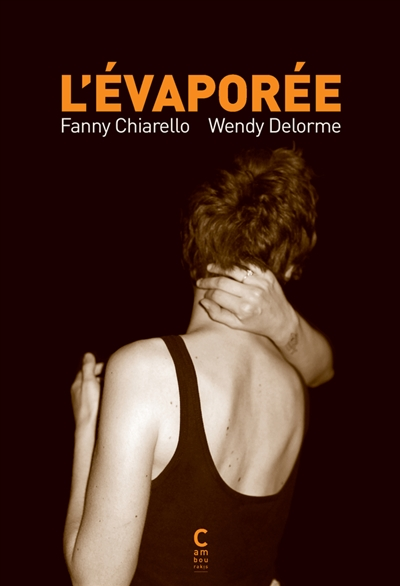 L'ÉVAPORÉE
Fanny Chiarello Wendy Delorme
C
am
bou
rakis